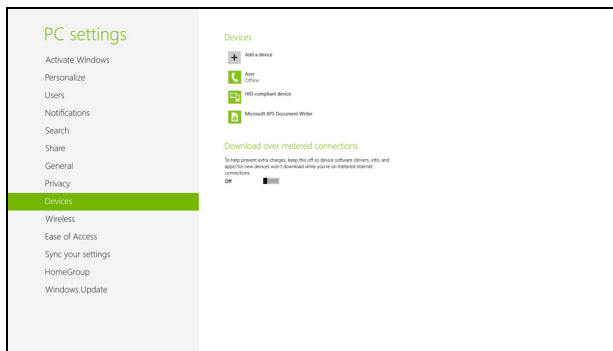 PC settings
Activate Windows
Personalize
Users
Notifications
Search
Share
General
Privacy
Devices
Wireless
Ease of Access
Sync your settings
HomeGroup
Windows Update
Devices
Add a device
Acer
Offline
HID-compliant device
Microsoft XPS Document Writer
Download over metered connections
To help prevent extra charges, keep this off so device software (drivers, info, and
apps) for new devices won't download while you're on metered Internet
connections.
Off